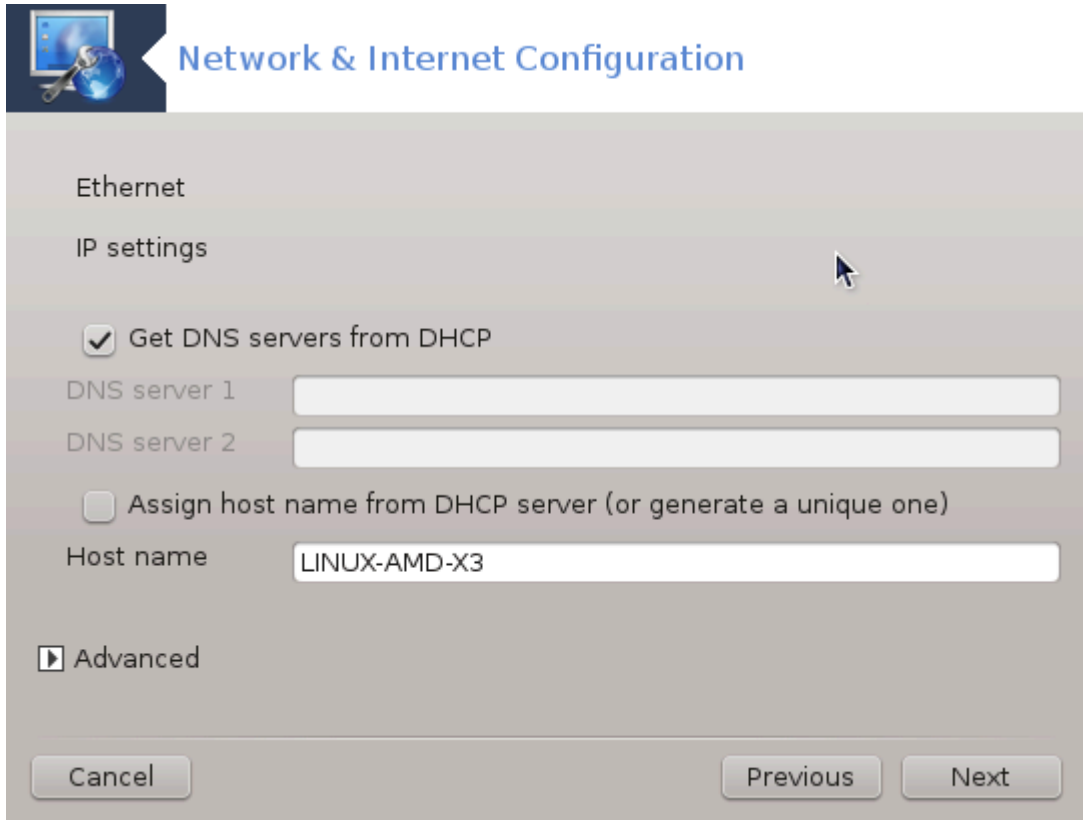 Network & Internet Configuration
Ethernet
IP settings
Get DNS servers from DHCP
DNS server 1
DNS server 2
Assign host name from DHCP server (or generate a unique one)
Host name LINUX-AMD-X3
Advanced
Cancel Previous Next